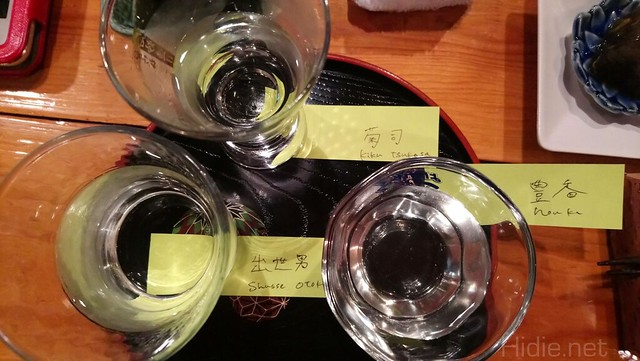 菊司
kiku Tsukasa
豊香
houka
出世男
Shusse otoko
Hidie.net